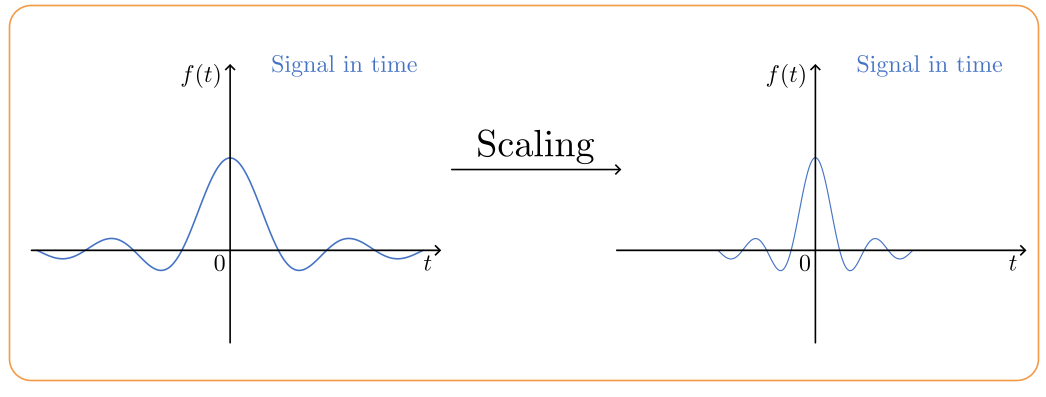 Signal in time
f(t)
0
t
Scaling
Signal in time
f(t)
0
t